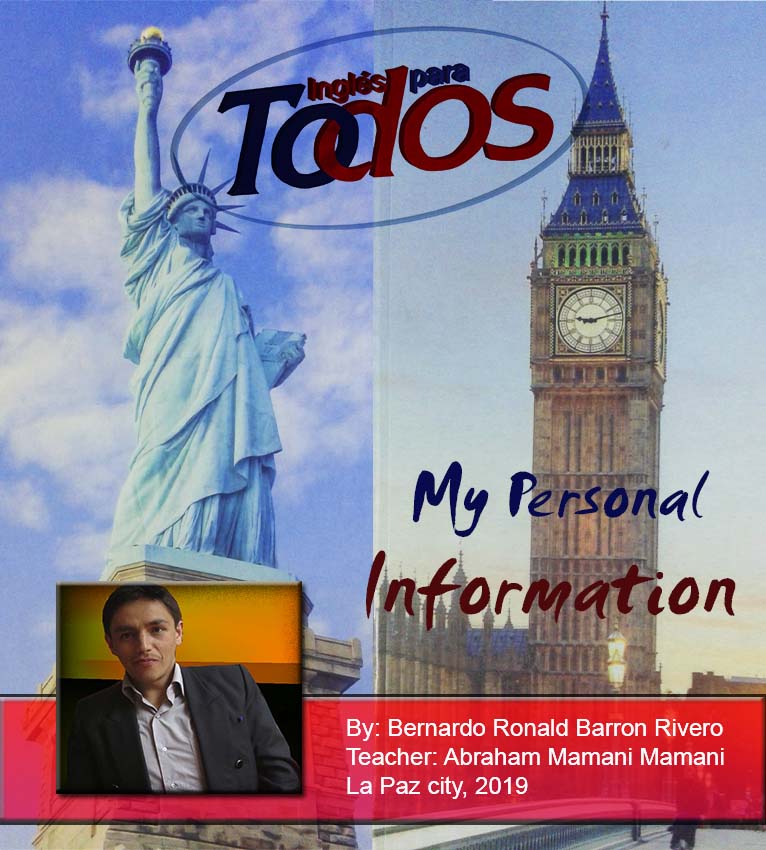 Inglés para
Todos
My Personal
Information
By: Bernardo Ronald Barron Rivero
Teacher: Abraham Mamani Mamani
La Paz city, 2019